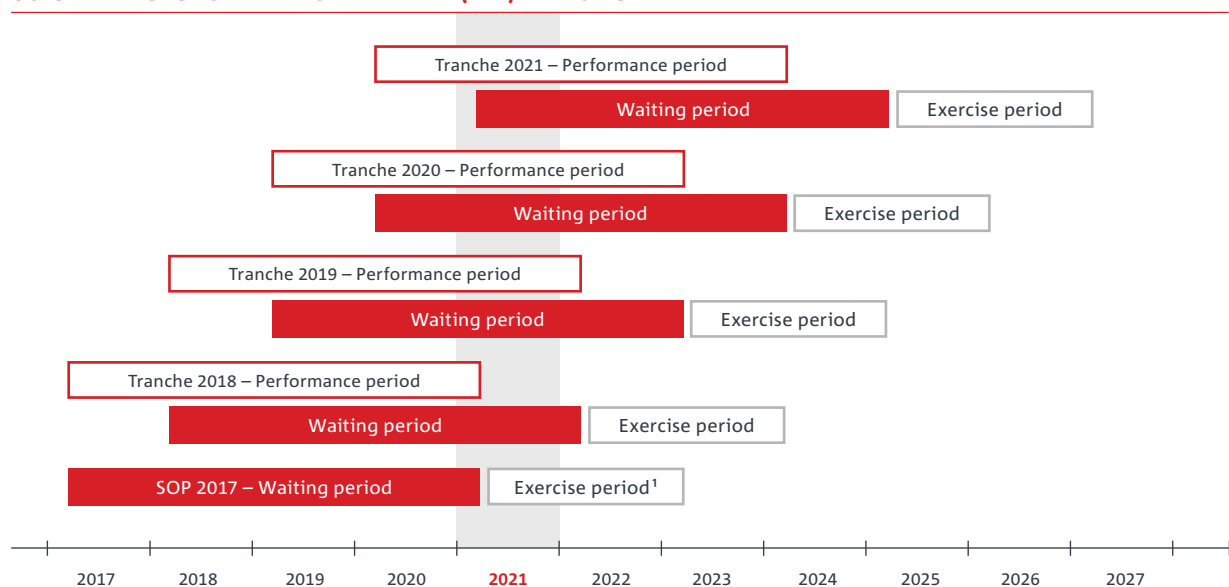 Tranche 2021 – Performance period
Waiting period
Exercise period
Tranche 2020 – Performance period
Waiting period
Exercise period
Tranche 2019 – Performance period
Waiting period
Exercise period
Tranche 2018 – Performance period
Waiting period
Exercise period
SOP 2017 – Waiting period
Exercise period¹
2017 2018 2019 2020 2021 2022 2023 2024 2025 2026 2027